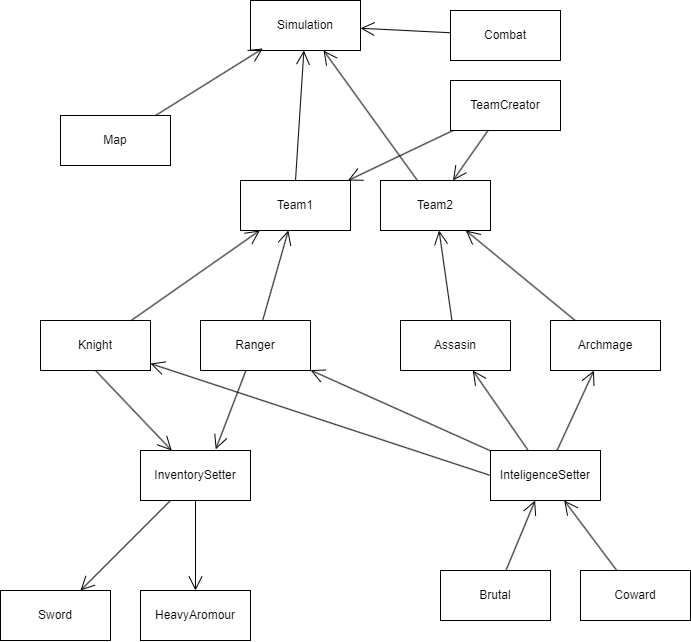 Simulation
Combat
TeamCreator
Map
Team1
Team2
Knight
Ranger
Assasin
Archmage
InventorySetter
InteligenceSetter
Sword
HeavyAromour
Brutal
Coward